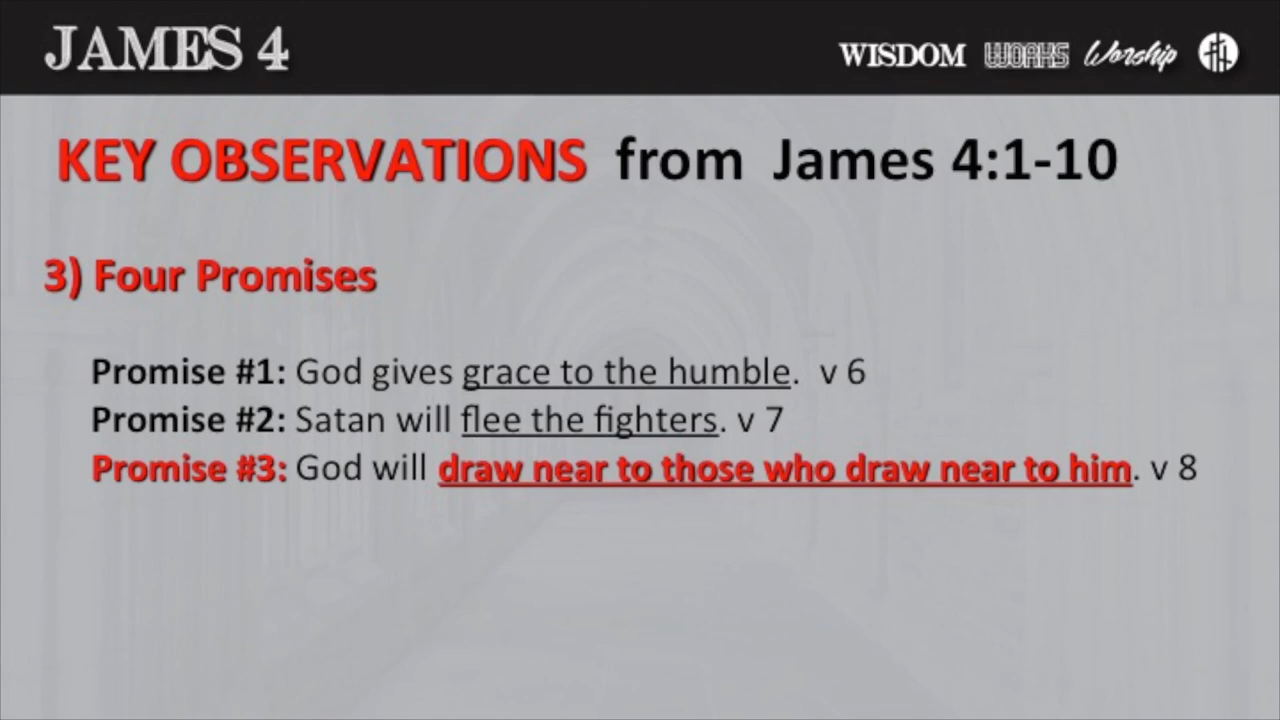 JAMES 4
WISDOM WORKS Worship
KEY OBSERVATIONS from James 4:1-10
3) Four Promises
Promise #1: God gives grace to the humble. v 6
Promise #2: Satan will flee the fighters. v 7
Promise #3: God will draw near to those who draw near to him. v 8